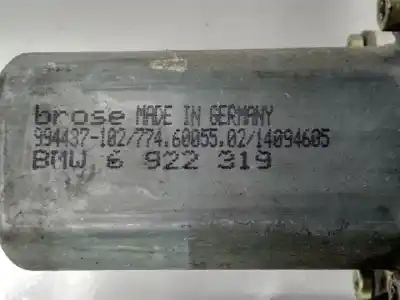 brose MADE IN GERMANY
994437-102/774.60055.02/14094605
BMW 6 922 319